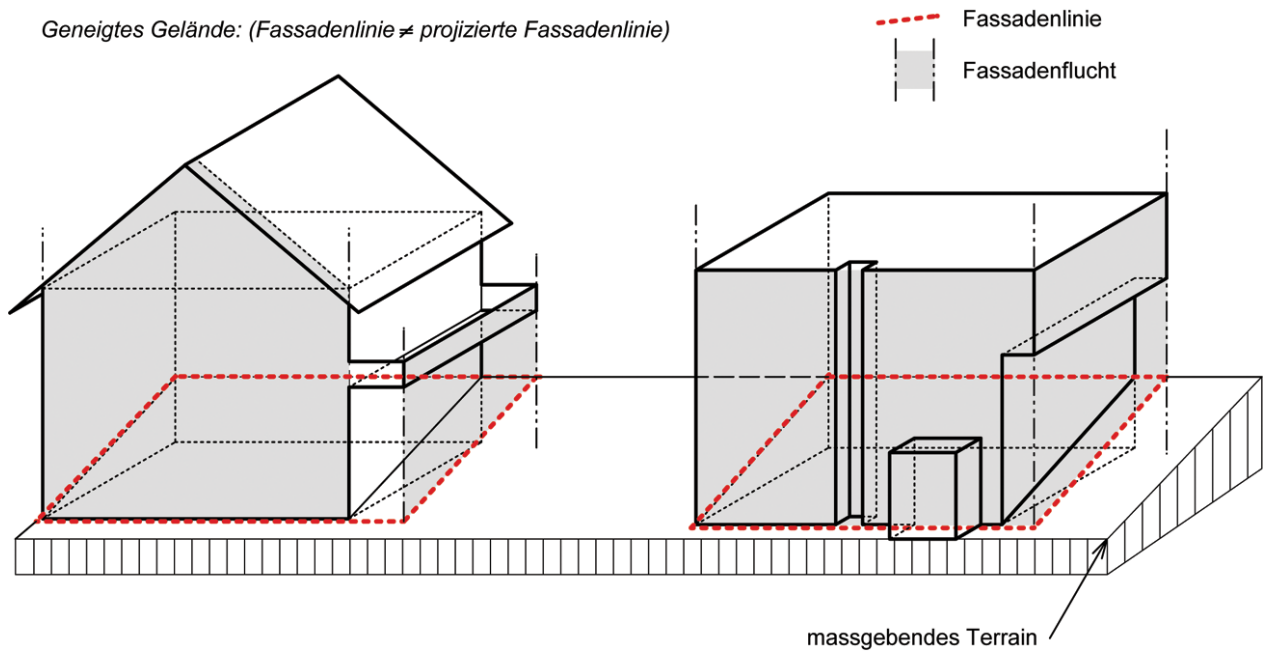 Geneigtes Gelände: (Fassadenlinie ≠ projizierte Fassadenlinie)
Fassadenlinie
Fassadenflucht
massgebendes Terrain